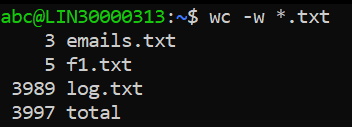 abc@LIN30000313:~$ wc -w *.txt
    3 emails.txt
    5 f1.txt
 3989 log.txt
 3997 total